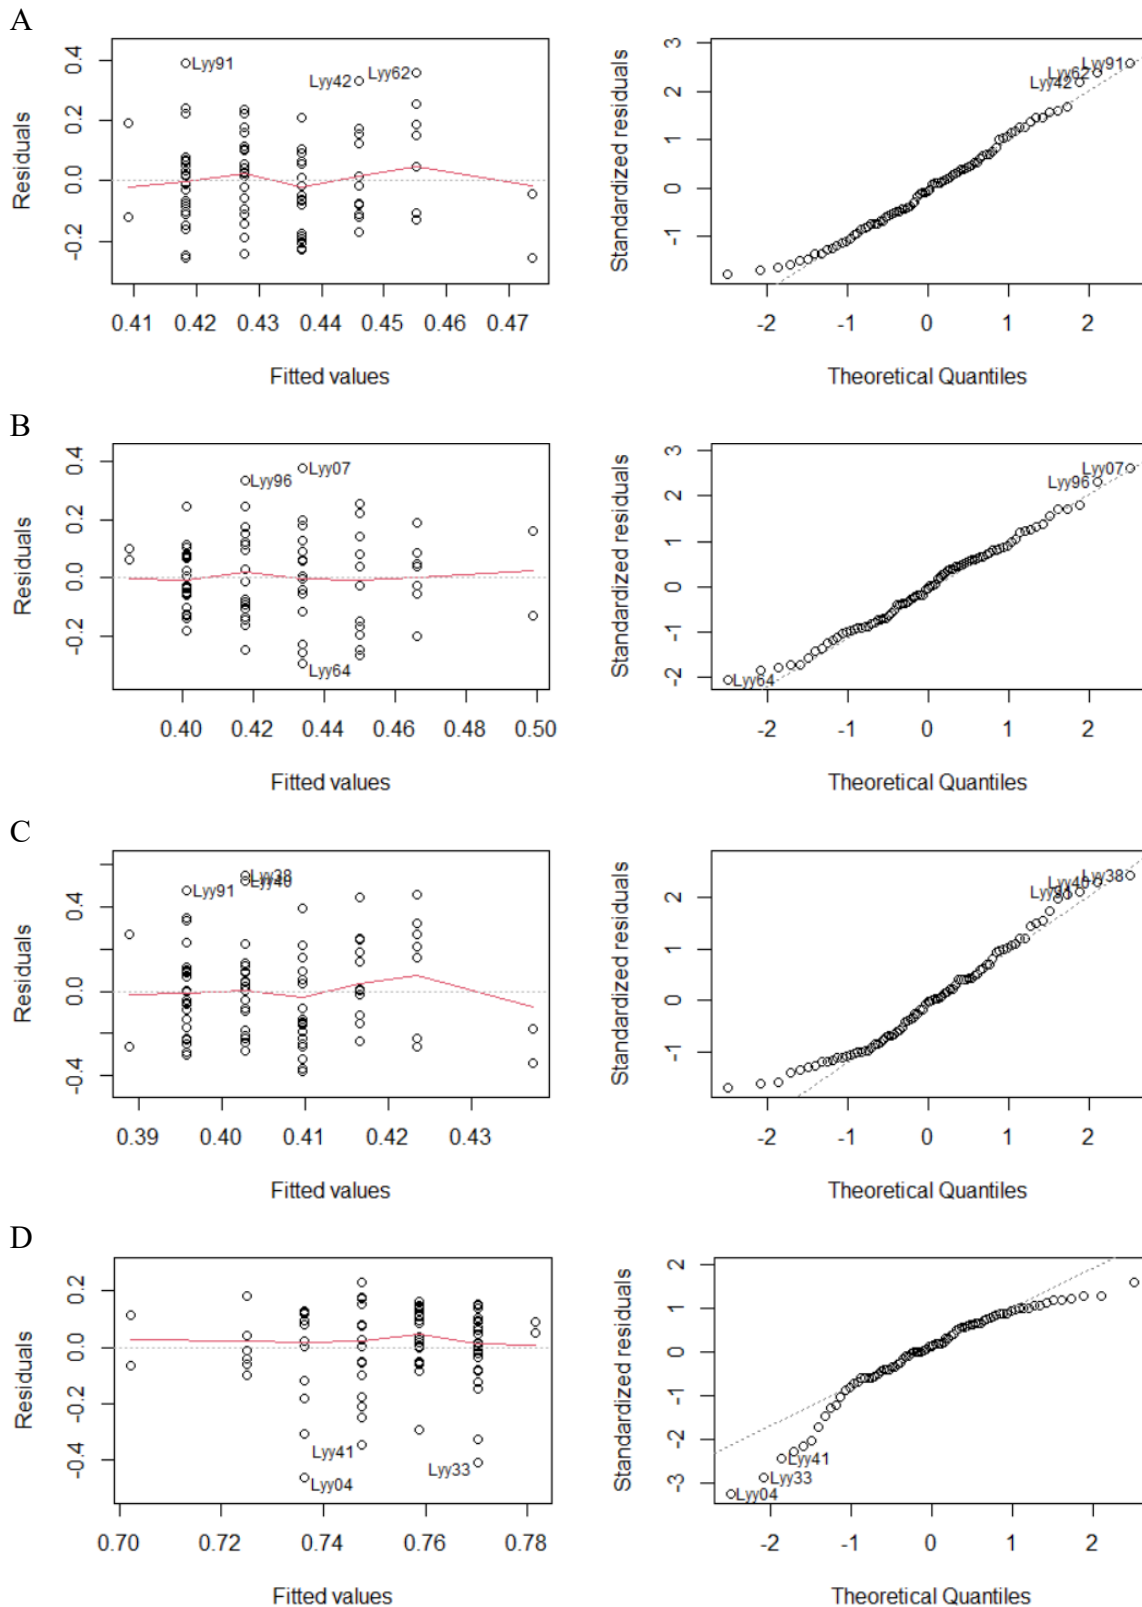 A
Residuals
-0.2 0.0 0.2 0.4
Lyy91
Lyy42
Lyy62
0.41 0.42 0.43 0.44 0.45 0.46 0.47
Fitted values
Standardized residuals
-1 0 1 2 3
Lyy91
Lyy62
Lyy42
-2 -1 0 1 2
Theoretical Quantiles
B
Residuals
-0.2 0.0 0.2 0.4
Lyy07
Lyy96
Lyy64
0.40 0.42 0.44 0.46 0.48 0.50
Fitted values
Standardized residuals
-2 -1 0 1 2 3
Lyy07
Lyy96
Lyy64
-2 -1 0 1 2
Theoretical Quantiles
C
Residuals
-0.4 0.0 0.4
Lyy38
Lyy40
Lyy91
0.39 0.40 0.41 0.42 0.43
Fitted values
Standardized residuals
-1 0 1 2
Lyy38
Lyy40
Lyy91
-2 -1 0 1 2
Theoretical Quantiles
D
Residuals
-0.4 -0.2 0.0 0.2
Lyy41
Lyy33
Lyy04
0.70 0.72 0.74 0.76 0.78
Fitted values
Standardized residuals
-3 -2 -1 0 1 2
Lyy41
Lyy33
Lyy04
-2 -1 0 1 2
Theoretical Quantiles